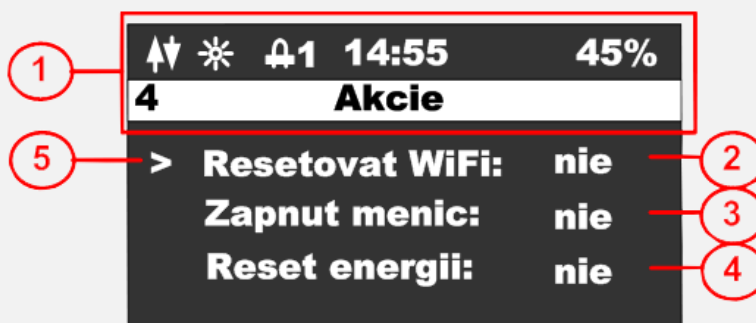 1 14:55 45%
4 Akcie
1
5 > Resetovat WiFi: nie 2
Zapnut menic: nie 3
Reset energii: nie 4